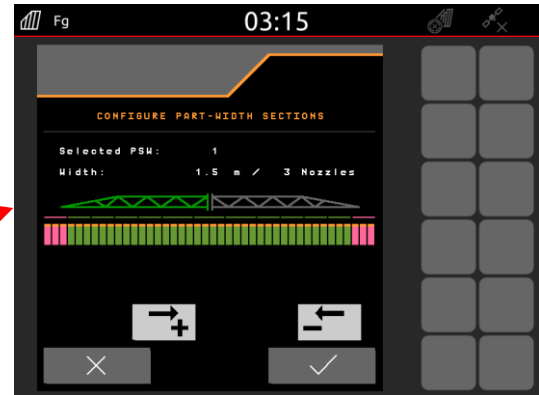 Fg 03:15
CONFIGURE PART-WIDTH SECTIONS
Selected PSW: 1
Width: 1.5 m / 3 Nozzles